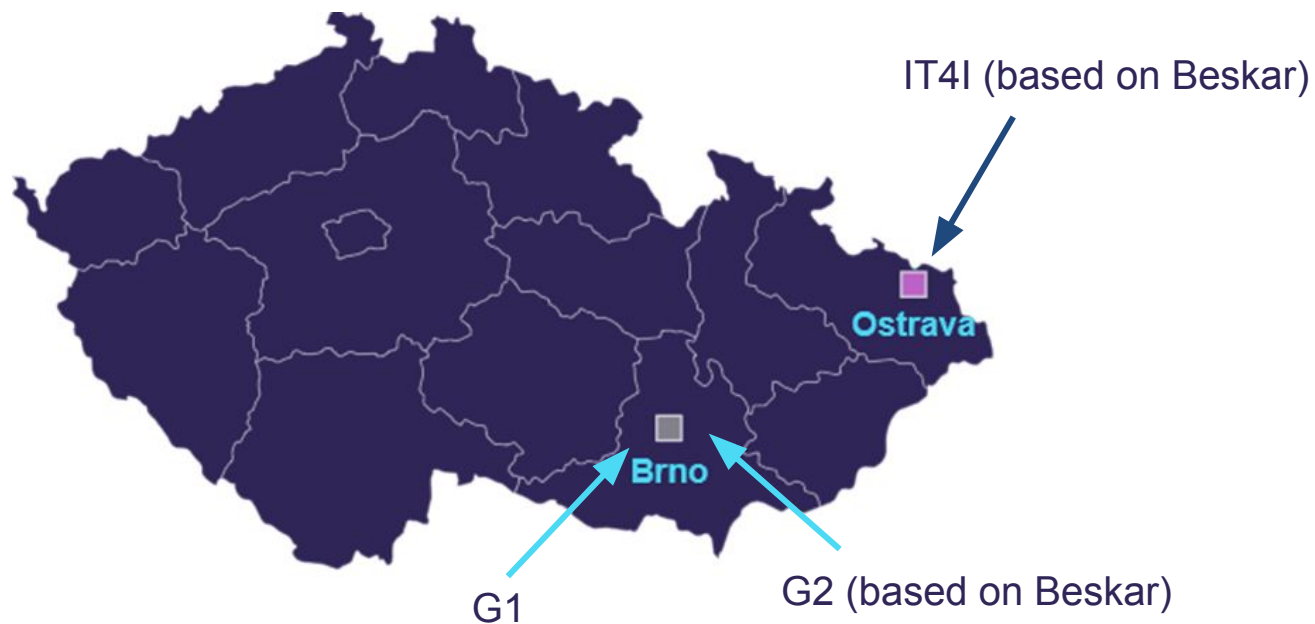 IT4I (based on Beskar)
Ostrava
Brno
G1
G2 (based on Beskar)